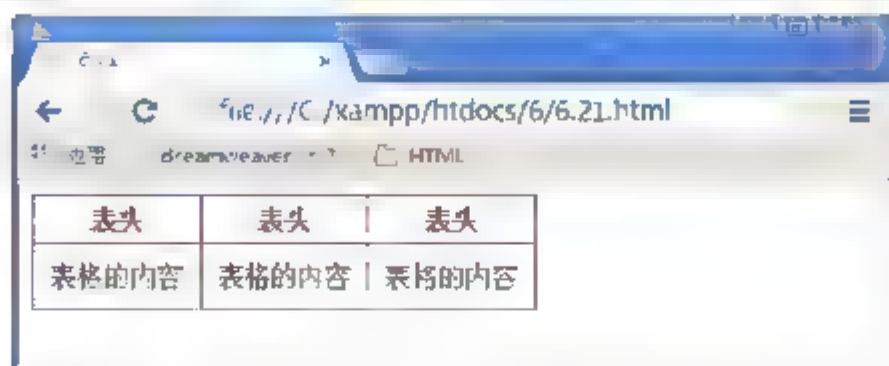 /xampp/htdocs/6/6.21.html
dreamweaver HTML
表头 表头 表头
表格的内容 表格的内容 表格的内容